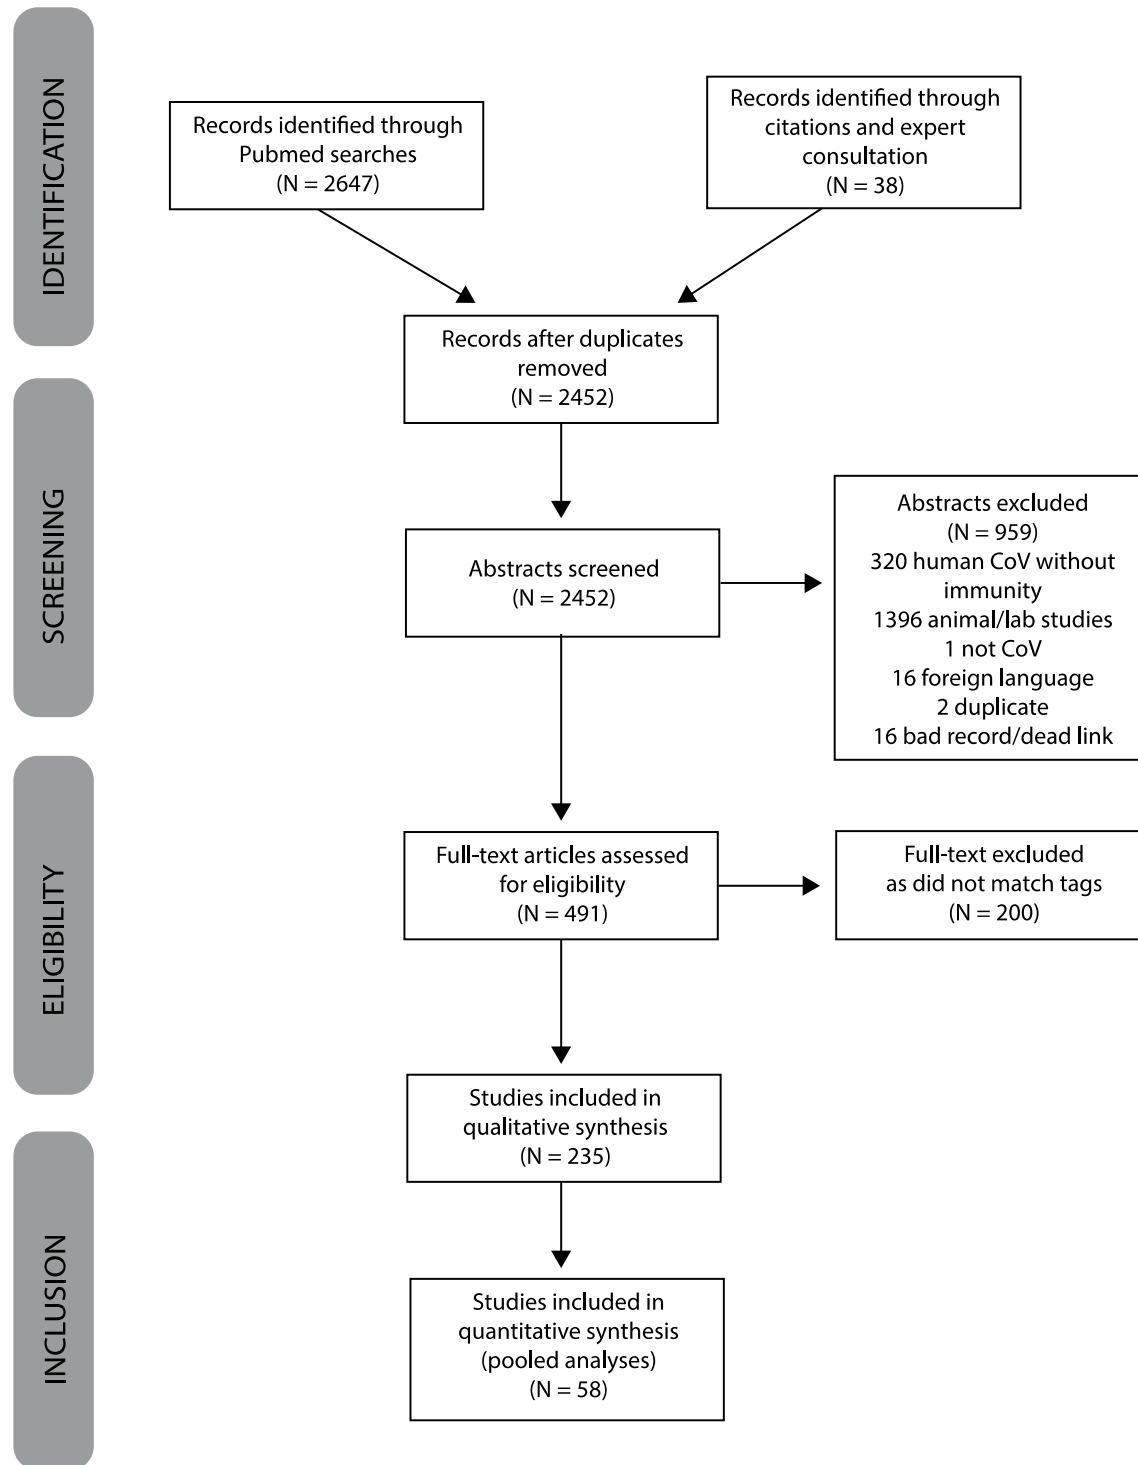 IDENTIFICATION
Records identified through
Pubmed searches
(N = 2647)
Records identified through
citations and expert
consultation
(N = 38)
Records after duplicates
removed
(N = 2452)
SCREENING
Abstracts screened
(N = 2452)
Abstracts excluded
(N = 959)
320 human CoV without
immunity
1396 animal/lab studies
1 not CoV
16 foreign language
2 duplicate
16 bad record/dead link
ELIGIBILITY
Full-text articles assessed
for eligibility
(N = 491)
Full-text excluded
as did not match tags
(N = 200)
INCLUSION
Studies included in
qualitative synthesis
(N = 235)
Studies included in
quantitative synthesis
(pooled analyses)
(N = 58)